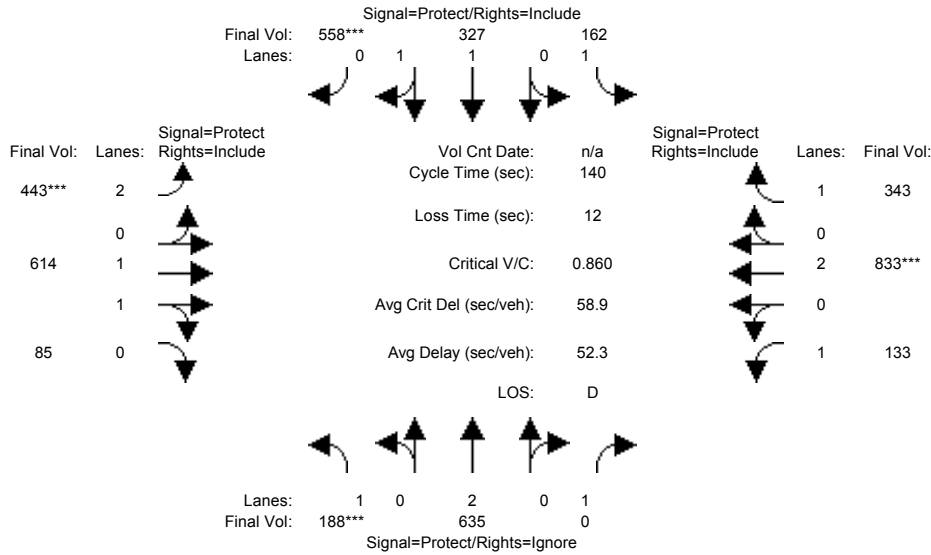 Signal=Protect/Rights=Include
Final Vol: 558*** 327 162
Lanes: 0 1 1 0 1
Signal=Protect Signal=Protect
Final Vol: Lanes: Rights=Include Vol Cnt Date: n/a Rights=Include Lanes: Final Vol:
Cycle Time (sec): 140
443*** 2 1 343
Loss Time (sec): 12
0 0
614 1 Critical V/C: 0.860 2 833***
1 Avg Crit Del (sec/veh): 58.9 0
85 0 Avg Delay (sec/veh): 52.3 1 133
LOS: D
Lanes: 1 0 2 0 1
Final Vol: 188*** 635 0
Signal=Protect/Rights=Ignore